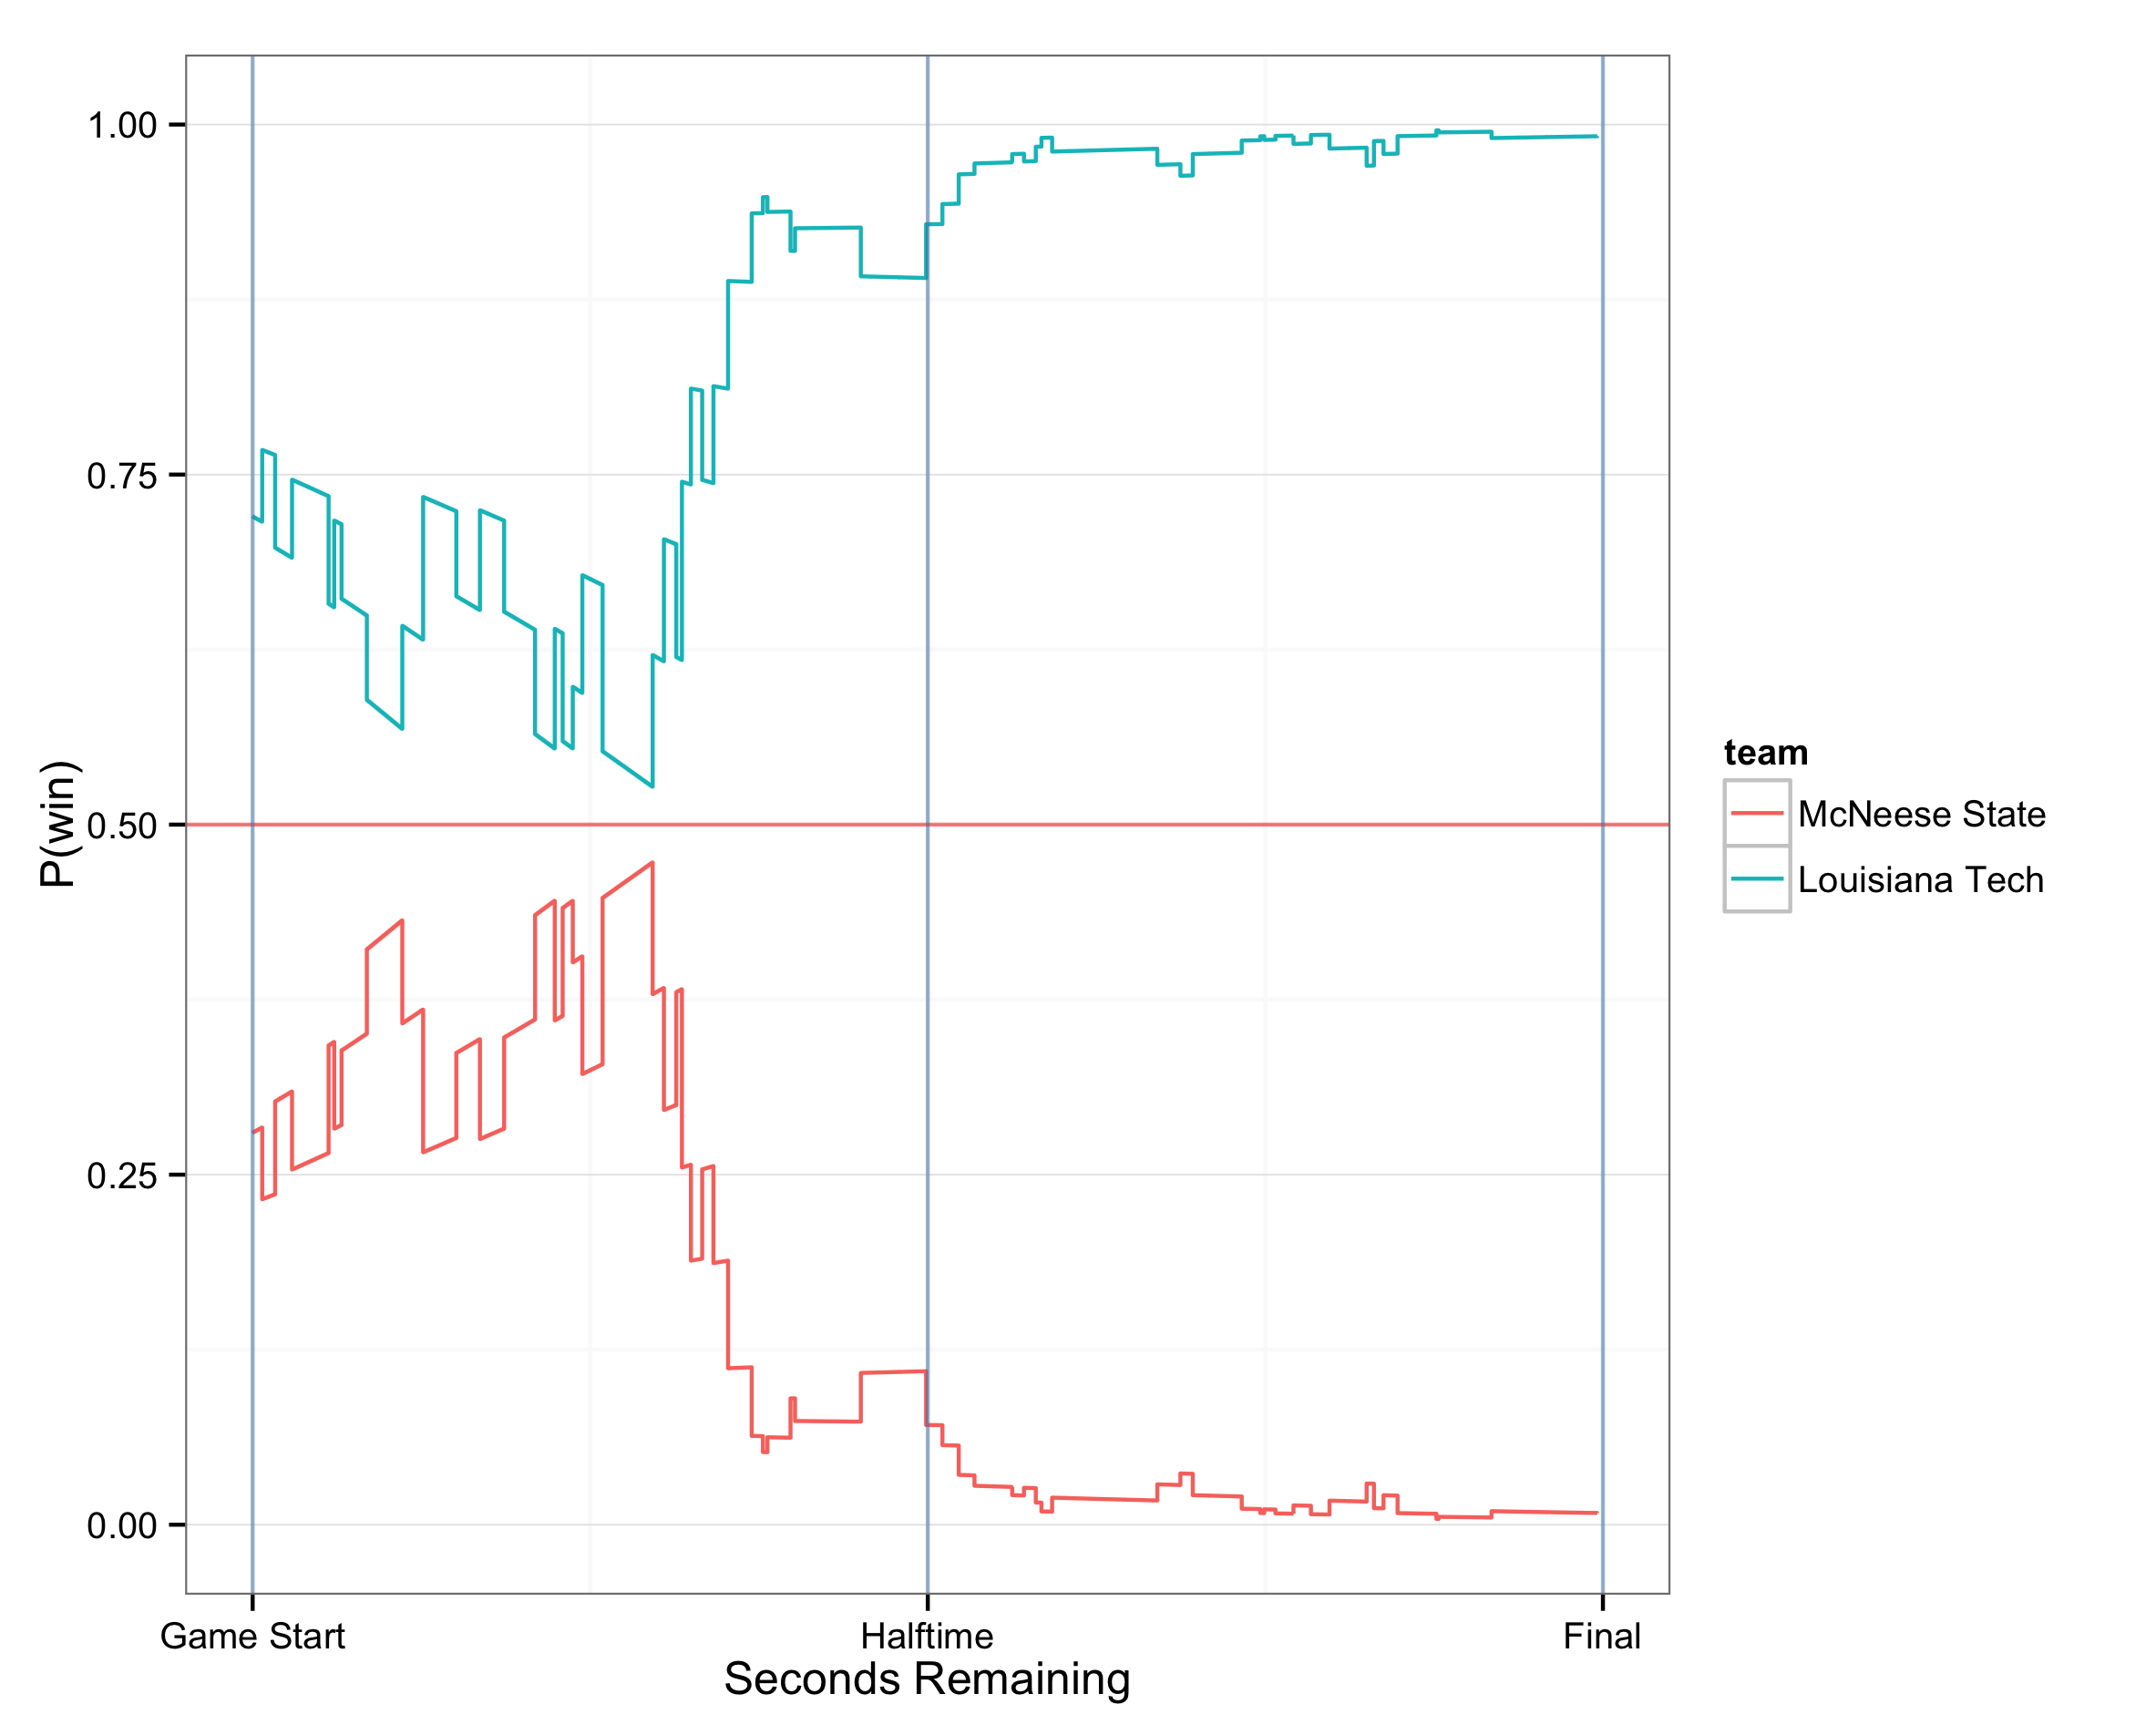 P(win)
1.00
0.75
0.50
0.25
0.00
Game Start
Halftime
Final
Seconds Remaining
team
McNeese State
Louisiana Tech